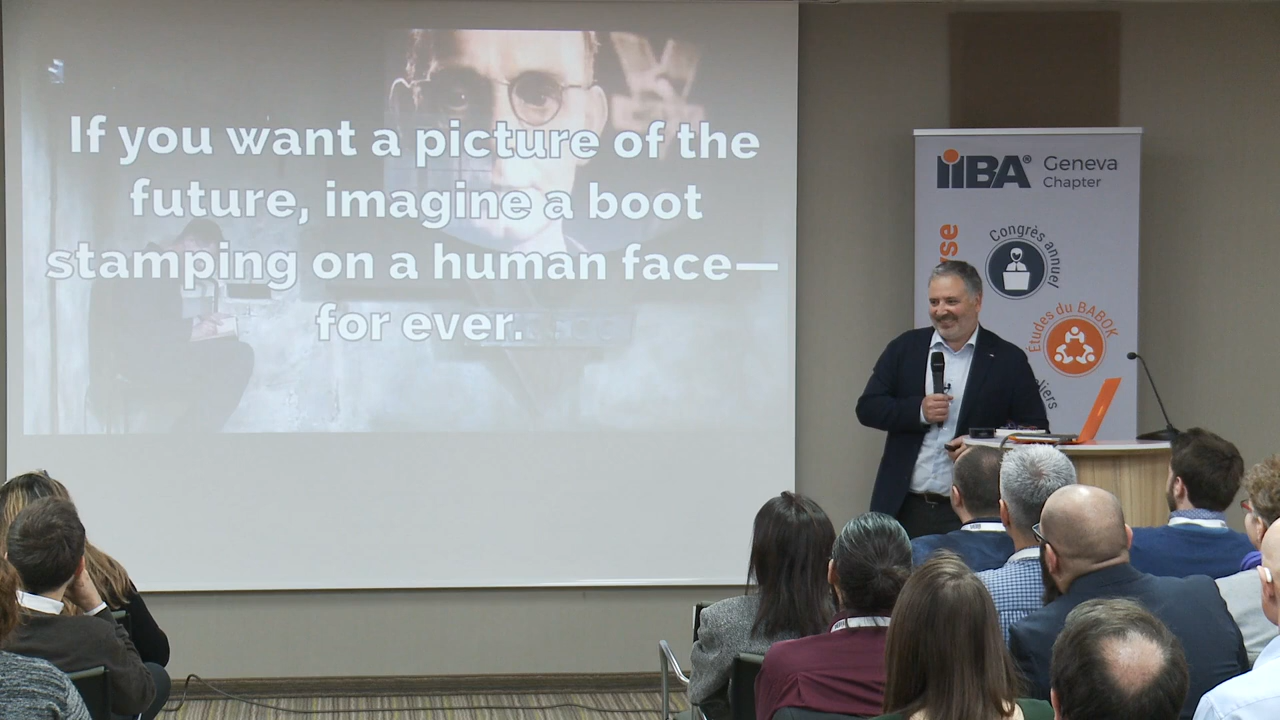 If you want a picture of the
future, imagine a boot
stamping on a human face—
for ever.
iiBA® Geneva
Chapter
Congrès annuel
Études du BABOK